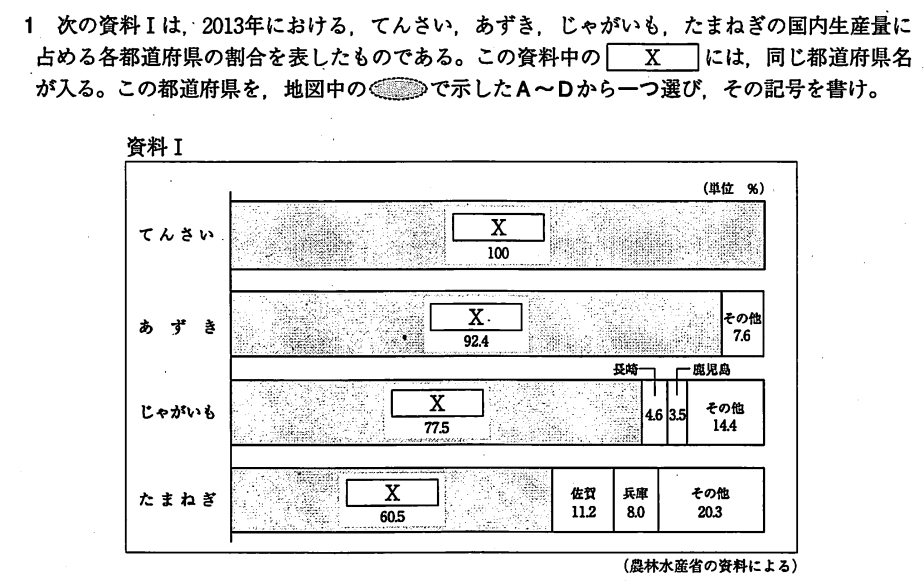 1 次の資料Ⅰは，2013年における，てんさい，あずき，じゃがいも，たまねぎの国内生産量に
占める各都道府県の割合を表したものである。この資料中の X には，同じ都道府県名
が入る。この都道府県を，地図中の で示したA～Dから一つ選び，その記号を書け。
資料Ⅰ
(単位 %)
てんさい X 100
あずき X 92.4 その他 7.6
長崎 鹿児島
じゃがいも X 77.5 4.6 3.5 その他 14.4
たまねぎ X 60.5 佐賀 11.2 兵庫 8.0 その他 20.3
(農林水産省の資料による)